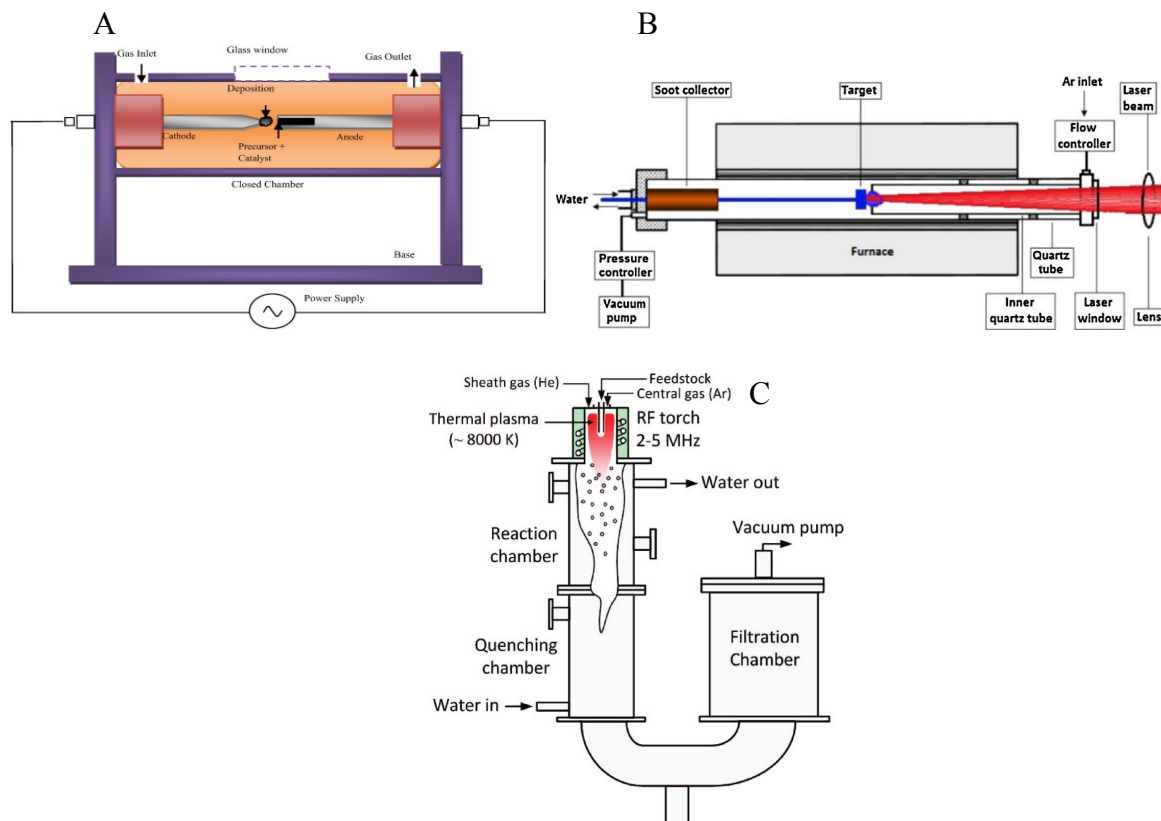 A
Gas Inlet
Glass window
Gas Outlet
Deposition
Cathode
Anode
Precursor +
Catalyst
Closed Chamber
Base
Power Supply
B
Soot collector
Target
Ar inlet
Laser
beam
Flow
controller
Water
Furnace
Pressure
controller
Quartz
tube
Vacuum
pump
Inner
quartz tube
Laser
window
Lens
C
Sheath gas (He)
Feedstock
Central gas (Ar)
Thermal plasma
(~ 8000 K)
RF torch
2-5 MHz
Water out
Reaction
chamber
Vacuum pump
Quenching
chamber
Filtration
Chamber
Water in